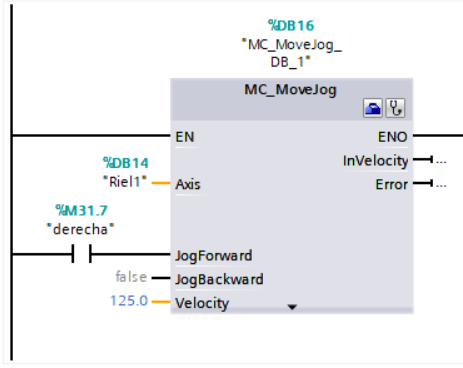 %DB16
"MC_MoveJog_
DB_1"
MC_MoveJog
EN
ENO
%DB14
InVelocity ...
"Riel1"
Axis
Error ...
%M31.7
"derecha"
JogForward
false
JogBackward
125.0
Velocity